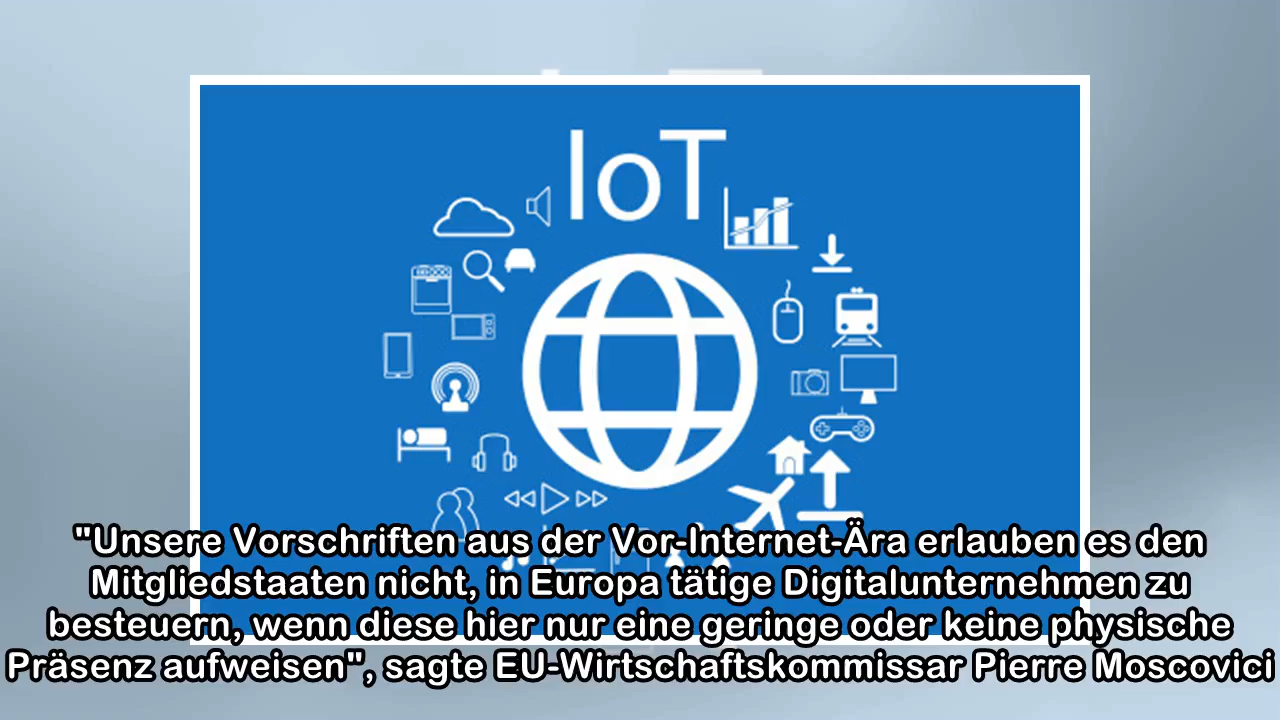 IoT
"Unsere Vorschriften aus der Vor-Internet-Ära erlauben es den
Mitgliedstaaten nicht, in Europa tätige Digitalunternehmen zu
besteuern, wenn diese hier nur eine geringe oder keine physische
Präsenz aufweisen", sagte EU-Wirtschaftskommissar Pierre Moscovici